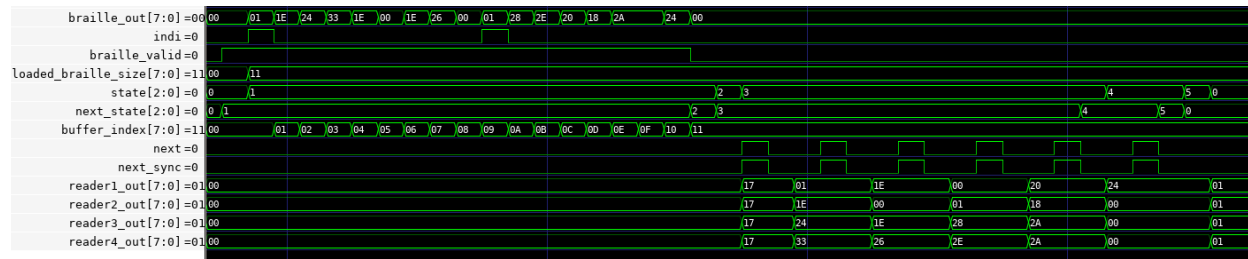 braille_out[7:0] =00 00 01 1E 24 33 1E 00 1E 26 00 01 28 2E 20 18 2A 24 00
indi=0
braille_valid=0
loaded_braille_size[7:0] =11 00 11
state[2:0] =0 0 1 2 3 4 5 0
next_state[2:0] =0 0 1 2 3 4 5 0
buffer_index[7:0] =11 00 01 02 03 04 05 06 07 08 09 0A 0B 0C 0D 0E 0F 10 11
next=0
next_sync=0
reader1_out[7:0] =01 00 17 01 1E 00 20 24 01
reader2_out[7:0] =01 00 17 1E 00 01 18 00 01
reader3_out[7:0] =01 00 17 24 1E 28 2A 00 01
reader4_out[7:0] =01 00 17 33 26 2E 2A 00 01